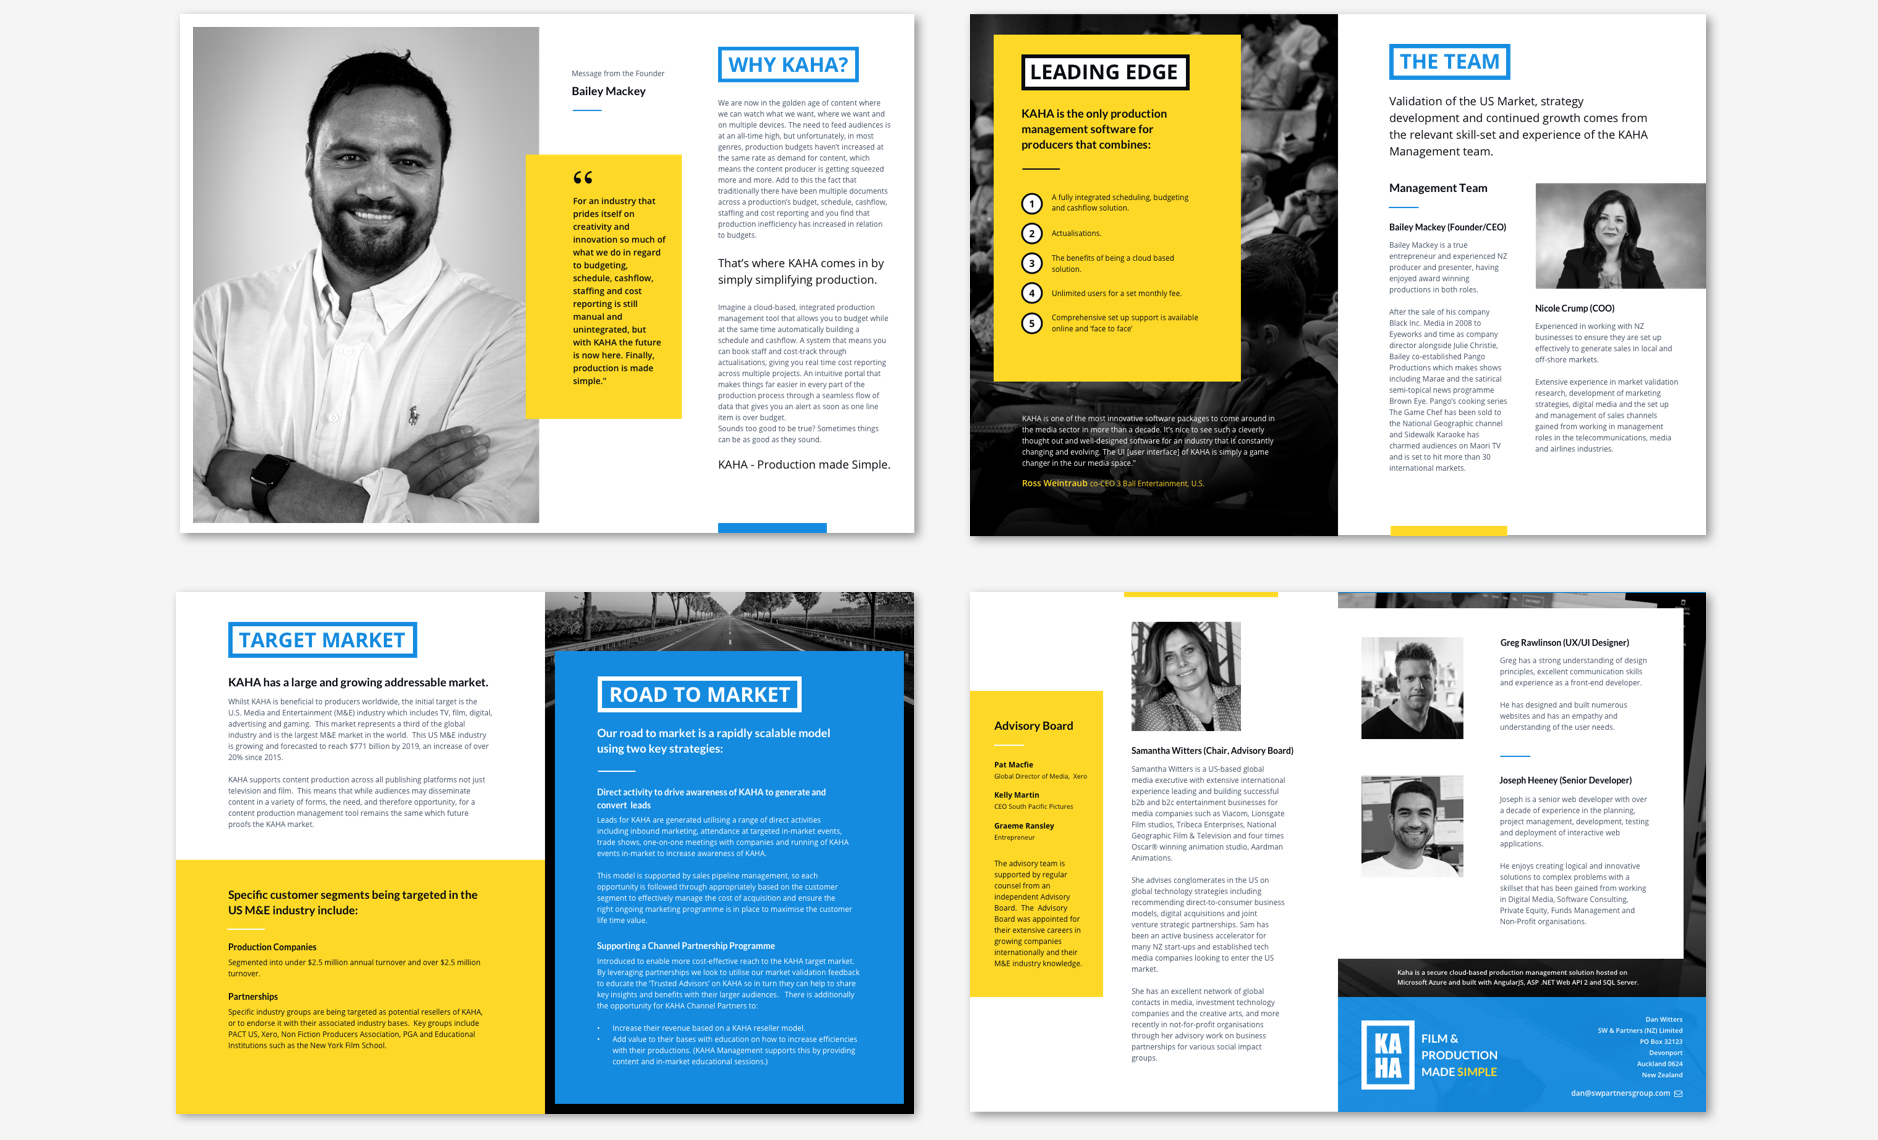 Message from the Founder
Bailey Mackey
“
For an industry that
prides itself on
creativity and
innovation so much of
what we do in regard
to budgeting,
schedule, cashflow,
staffing and cost
reporting is still
manual and
unintegrated, but
with KAHA the future
is now here. Finally,
production is made
simple.”
WHY KAHA?
We are now in the golden age of content where
we can watch what we want, where we want and
on multiple devices. The need to feed audiences is
at an all-time high, but unfortunately, in most
genres, production budgets haven’t increased at
the same rate as demand for content, which
means the content producer is getting squeezed
more and more. Add to this the fact that
traditionally there have been multiple documents
across a production’s budget, schedule, cashflow,
staffing and cost reporting and you find that
production inefficiency has increased in relation
to budgets.
That’s where KAHA comes in by
simply simplifying production.
Imagine a cloud-based, integrated production
management tool that allows you to budget while
at the same time automatically building a
schedule and cashflow. A system that means you
can book staff and cost-track through
actualisations, giving you real time cost reporting
across multiple projects. An intuitive portal that
makes things far easier in every part of the
production process through a seamless flow of
data that gives you an alert as soon as one line
item is over budget.
Sounds too good to be true? Sometimes things
can be as good as they sound.
KAHA - Production made Simple.
LEADING EDGE
KAHA is the only production
management software for
producers that combines:
1 A fully integrated scheduling, budgeting
and cashflow solution.
2 Actualisations.
3 The benefits of being a cloud based
solution.
4 Unlimited users for a set monthly fee.
5 Comprehensive set up support is available
online and ‘face to face’
KAHA is one of the most innovative software packages to come around in
the media sector in more than a decade. It’s nice to see such a cleverly
thought out and well-designed software for an industry that is constantly
changing and evolving. The UI [user interface] of KAHA is simply a game
changer in the our media space.”
Ross Weintraub co-CEO 3 Ball Entertainment, U.S.
THE TEAM
Validation of the US Market, strategy
development and continued growth comes from
the relevant skill-set and experience of the KAHA
Management team.
Management Team
Bailey Mackey (Founder/CEO)
Bailey Mackey is a true
entrepreneur and experienced NZ
producer and presenter, having
enjoyed award winning
productions in both roles.
After the sale of his company
Black Inc. Media in 2008 to
Eyeworks and time as company
director alongside Julie Christie,
Bailey co-established Pango
Productions which makes shows
including Marae and the satirical
semi-topical news programme
Brown Eye. Pango’s cooking series
The Game Chef has been sold to
the National Geographic channel
and Sidewalk Karaoke has
charmed audiences on Maori TV
and is set to hit more than 30
international markets.
Nicole Crump (COO)
Experienced in working with NZ
businesses to ensure they are set up
effectively to generate sales in local and
off-shore markets.
Extensive experience in market validation
research, development of marketing
strategies, digital media and the set up
and management of sales channels
gained from working in management
roles in the telecommunications, media
and airlines industries.
TARGET MARKET
KAHA has a large and growing addressable market.
Whilst KAHA is beneficial to producers worldwide, the initial target is the
U.S. Media and Entertainment (M&E) industry which includes TV, film, digital,
advertising and gaming. This market represents a third of the global
industry and is the largest M&E market in the world. This US M&E industry
is growing and forecasted to reach $771 billion by 2019, an increase of over
20% since 2015.
KAHA supports content production across all publishing platforms not just
television and film. This means that while audiences may disseminate
content in a variety of forms, the need, and therefore opportunity, for a
content production management tool remains the same which future
proofs the KAHA market.
Specific customer segments being targeted in the
US M&E industry include:
Production Companies
Segmented into under $2.5 million annual turnover and over $2.5 million
turnover.
Partnerships
Specific industry groups are being targeted as potential resellers of KAHA,
or to endorse it with their associated industry bases. Key groups include
PACT US, Xero, Non Fiction Producers Association, PGA and Educational
Institutions such as the New York Film School.
ROAD TO MARKET
Our road to market is a rapidly scalable model
using two key strategies:
Direct activity to drive awareness of KAHA to generate and
convert leads
Leads for KAHA are generated utilising a range of direct activities
including inbound marketing, attendance at targeted in-market events,
trade shows, one-on-one meetings with companies and running of KAHA
events in-market to increase awareness of KAHA.
This model is supported by sales pipeline management, so each
opportunity is followed through appropriately based on the customer
segment to effectively manage the cost of acquisition and ensure the
right ongoing marketing programme is in place to maximise the customer
life time value.
Supporting a Channel Partnership Programme
Introduced to enable more cost-effective reach to the KAHA target market.
By leveraging partnerships we look to utilise our market validation feedback
to educate the ‘Trusted Advisors’ on KAHA so in turn they can help to share
key insights and benefits with their larger audiences. There is additionally
the opportunity for KAHA Channel Partners to:
• Increase their revenue based on a KAHA reseller model.
• Add value to their bases with education on how to increase efficiencies
with their productions. (KAHA Management supports this by providing
content and in-market educational sessions.)
Advisory Board
Pat Macfie
Global Director of Media, Xero
Kelly Martin
CEO South Pacific Pictures
Graeme Ransley
Entrepreneur
The advisory team is
supported by regular
counsel from an
independent Advisory
Board. The Advisory
Board was appointed for
their extensive careers in
growing companies
internationally and their
M&E industry knowledge.
Samantha Witters (Chair, Advisory Board)
Samantha Witters is a US-based global
media executive with extensive international
experience leading and building successful
b2b and b2c entertainment businesses for
media companies such as Viacom, Lionsgate
Film studios, Tribeca Enterprises, National
Geographic Film & Television and four times
Oscar® winning animation studio, Aardman
Animations.
She advises conglomerates in the US on
global technology strategies including
recommending direct-to-consumer business
models, digital acquisitions and joint
venture strategic partnerships. Sam has
been an active business accelerator for
many NZ start-ups and established tech
media companies looking to enter the US
market.
She has an excellent network of global
contacts in media, investment technology
companies and the creative arts, and more
recently in not-for-profit organisations
through her advisory work on business
partnerships for various social impact
groups.
Greg Rawlinson (UX/UI Designer)
Greg has a strong understanding of design
principles, excellent communication skills
and experience as a front-end developer.
He has designed and built numerous
websites and has an empathy and
understanding of the user needs.
Joseph Heeney (Senior Developer)
Joseph is a senior web developer with over
a decade of experience in the planning,
project management, development, testing
and deployment of interactive web
applications.
He enjoys creating logical and innovative
solutions to complex problems with a
skillset that has been gained from working
in Digital Media, Software Consulting,
Private Equity, Funds Management and
Non-Profit organisations.
Kaha is a secure cloud-based production management solution hosted on
Microsoft Azure and built with AngularJS, ASP .NET Web API 2 and SQL Server.
KA
HA
FILM &
PRODUCTION
MADE SIMPLE
Dan Witters
SW & Partners (NZ) Limited
PO Box 32123
Devonport
Auckland 0624
New Zealand
dan@swpartnersgroup.com